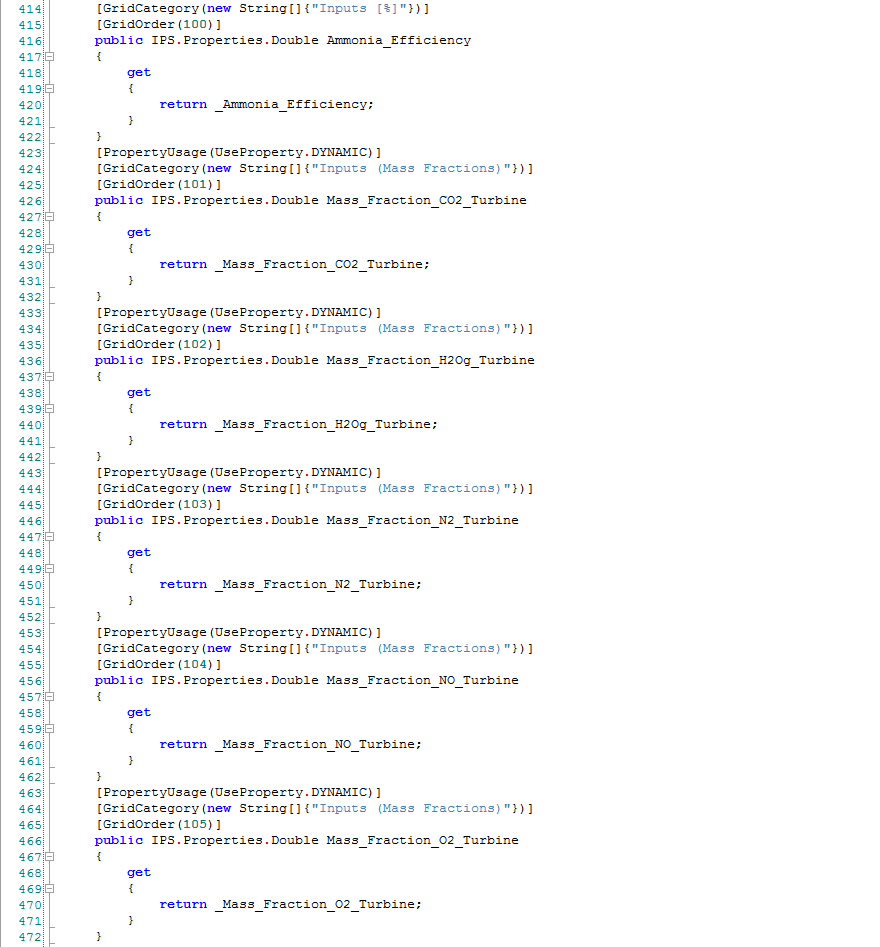 414 [GridCategory(new String[]{"Inputs [%]"})]
415 [GridOrder(100)]
416 public IPS.Properties.Double Ammonia_Efficiency
417 {
418 get
419 {
420 return _Ammonia_Efficiency;
421 }
422 }
423 [PropertyUsage(UseProperty.DYNAMIC)]
424 [GridCategory(new String[]{"Inputs (Mass Fractions)"})]
425 [GridOrder(101)]
426 public IPS.Properties.Double Mass_Fraction_CO2_Turbine
427 {
428 get
429 {
430 return _Mass_Fraction_CO2_Turbine;
431 }
432 }
433 [PropertyUsage(UseProperty.DYNAMIC)]
434 [GridCategory(new String[]{"Inputs (Mass Fractions)"})]
435 [GridOrder(102)]
436 public IPS.Properties.Double Mass_Fraction_H2Og_Turbine
437 {
438 get
439 {
440 return _Mass_Fraction_H2Og_Turbine;
441 }
442 }
443 [PropertyUsage(UseProperty.DYNAMIC)]
444 [GridCategory(new String[]{"Inputs (Mass Fractions)"})]
445 [GridOrder(103)]
446 public IPS.Properties.Double Mass_Fraction_N2_Turbine
447 {
448 get
449 {
450 return _Mass_Fraction_N2_Turbine;
451 }
452 }
453 [PropertyUsage(UseProperty.DYNAMIC)]
454 [GridCategory(new String[]{"Inputs (Mass Fractions)"})]
455 [GridOrder(104)]
456 public IPS.Properties.Double Mass_Fraction_NO_Turbine
457 {
458 get
459 {
460 return _Mass_Fraction_NO_Turbine;
461 }
462 }
463 [PropertyUsage(UseProperty.DYNAMIC)]
464 [GridCategory(new String[]{"Inputs (Mass Fractions)"})]
465 [GridOrder(105)]
466 public IPS.Properties.Double Mass_Fraction_O2_Turbine
467 {
468 get
469 {
470 return _Mass_Fraction_O2_Turbine;
471 }
472 }